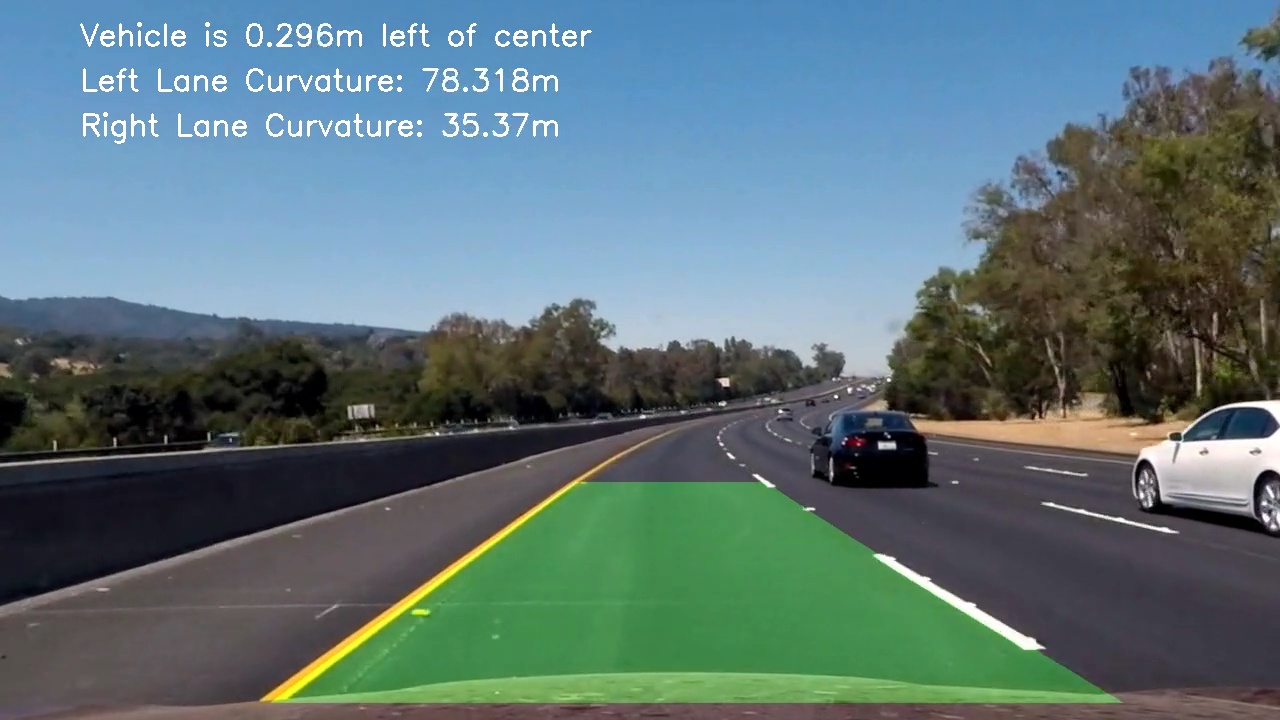 Vehicle is 0.296m left of center
Left Lane Curvature: 78.318m
Right Lane Curvature: 35.37m